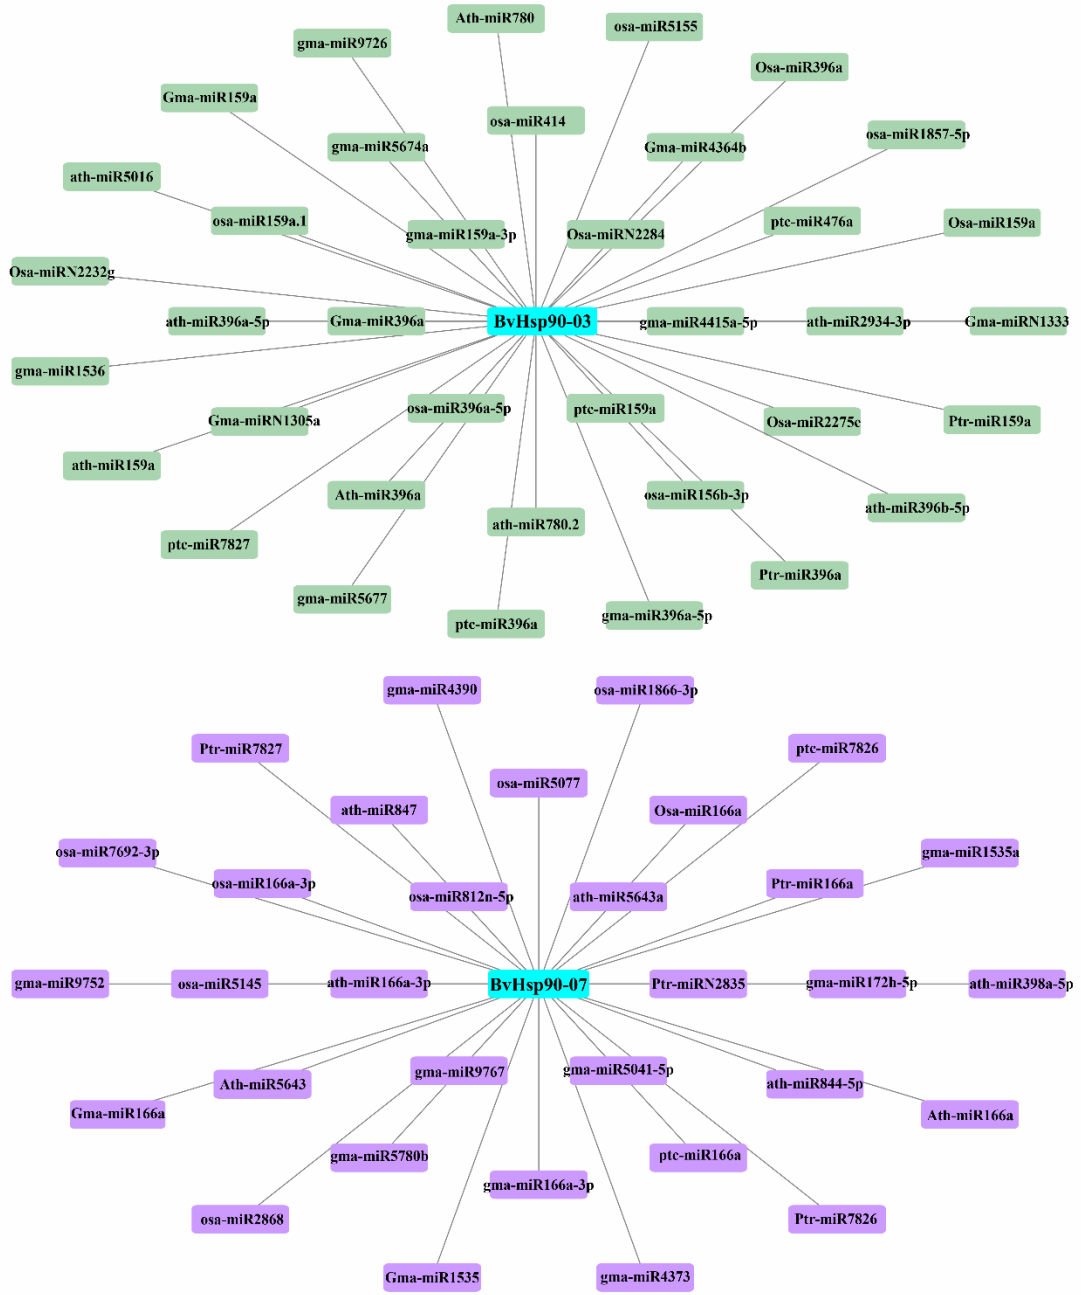 Ath-miR780
osa-miR5155
gma-miR9726
Osa-miR396a
Gma-miR159a
osa-miR414
osa-miR1857-5p
gma-miR5674a
Gma-miR4364b
ath-miR5016
osa-miR159a.1
ptc-miR476a
Osa-miR159a
gma-miR159a-3p
Osa-miRN2284
Osa-miRN2232g
ath-miR396a-5p
Gma-miR396a
BvHsp90-03
gma-miR4415a-5p
ath-miR2934-3p
Gma-miRN1333
gma-miR1536
osa-miR396a-5p
ptc-miR159a
Gma-miRN1305a
Osa-miR2275c
Ptr-miR159a
ath-miR159a
Ath-miR396a
osa-miR156b-3p
ath-miR396b-5p
ath-miR780.2
ptc-miR7827
Ptr-miR396a
gma-miR5677
gma-miR396a-5p
ptc-miR396a
gma-miR4390
osa-miR1866-3p
Ptr-miR7827
ptc-miR7826
osa-miR5077
ath-miR847
Osa-miR166a
osa-miR7692-3p
gma-miR1535a
osa-miR166a-3p
Ptr-miR166a
osa-miR812n-5p
ath-miR5643a
gma-miR9752
osa-miR5145
ath-miR166a-3p
BvHsp90-07
Ptr-miRN2835
gma-miR172h-5p
ath-miR398a-5p
gma-miR9767
gma-miR5041-5p
Ath-miR5643
ath-miR844-5p
Gma-miR166a
Ath-miR166a
gma-miR5780b
ptc-miR166a
gma-miR166a-3p
osa-miR2868
Ptr-miR7826
Gma-miR1535
gma-miR4373